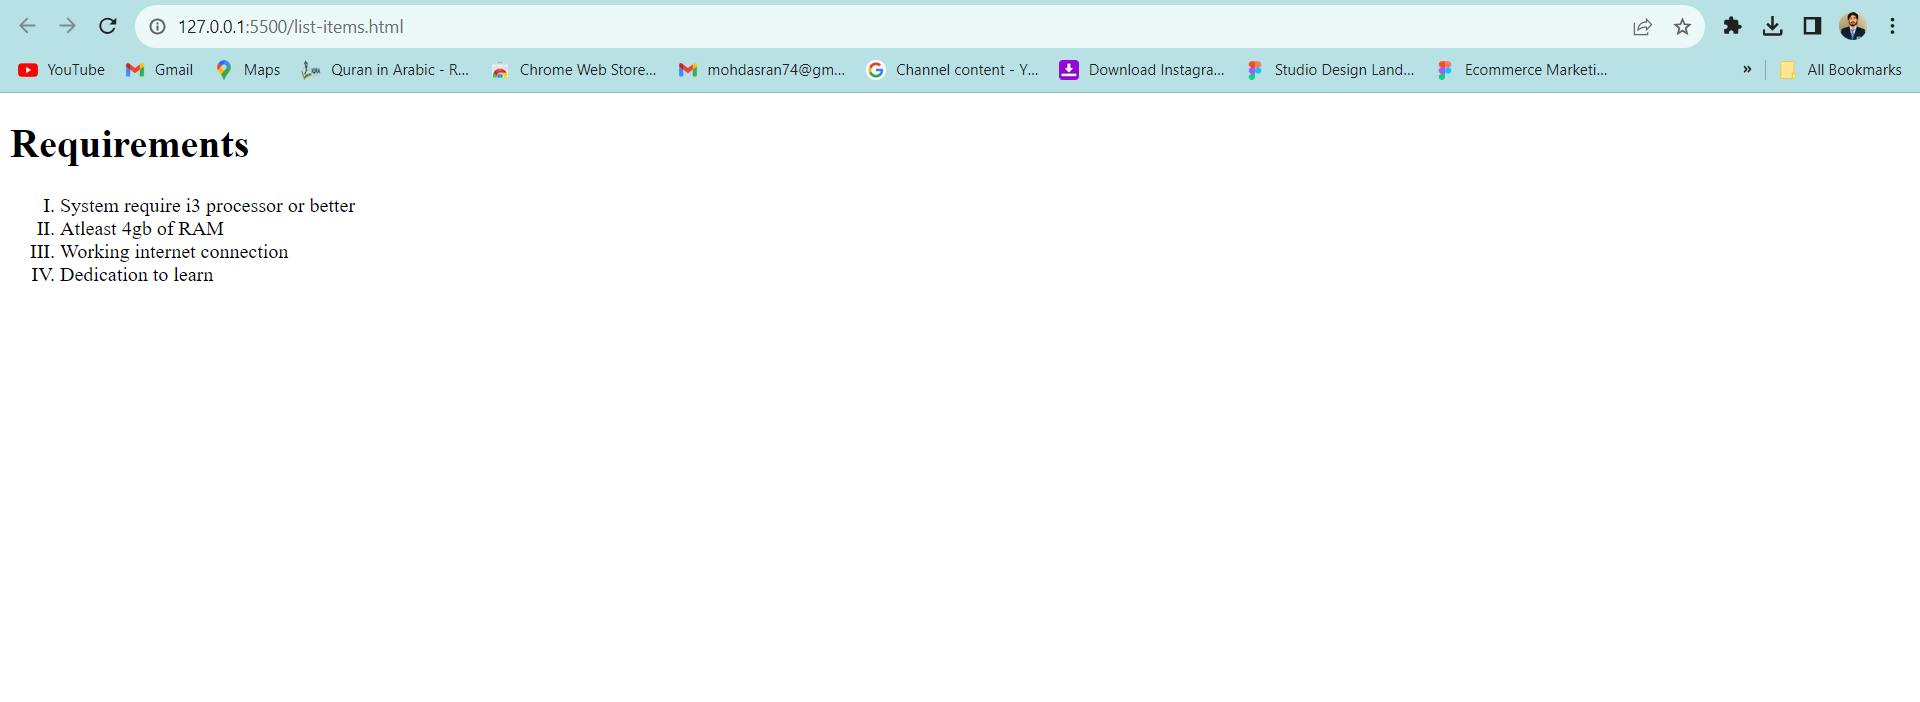 127.0.0.1:5500/list-items.html
YouTube Gmail Maps Quran in Arabic - R... Chrome Web Store... mohdasran74@gm... Channel content - Y... Download Instagra... Studio Design Land... Ecommerce Marketi... » All Bookmarks
Requirements
I. System require i3 processor or better
II. Atleast 4gb of RAM
III. Working internet connection
IV. Dedication to learn